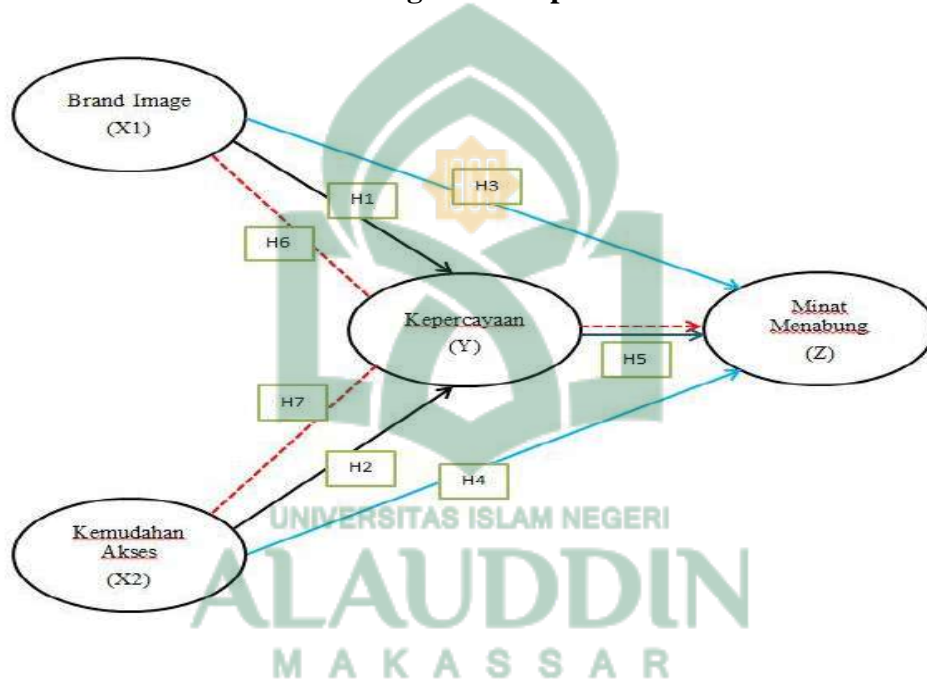 Brand Image
(X1)
H3
H1
H6
Kepercayaan
(Y)
Minat
Menabung
(Z)
H5
H7
H2
H4
Kemudahan
Akses
(X2)
UNIVERSITAS ISLAM NEGERI
ALAUDDIN
MAKASSAR